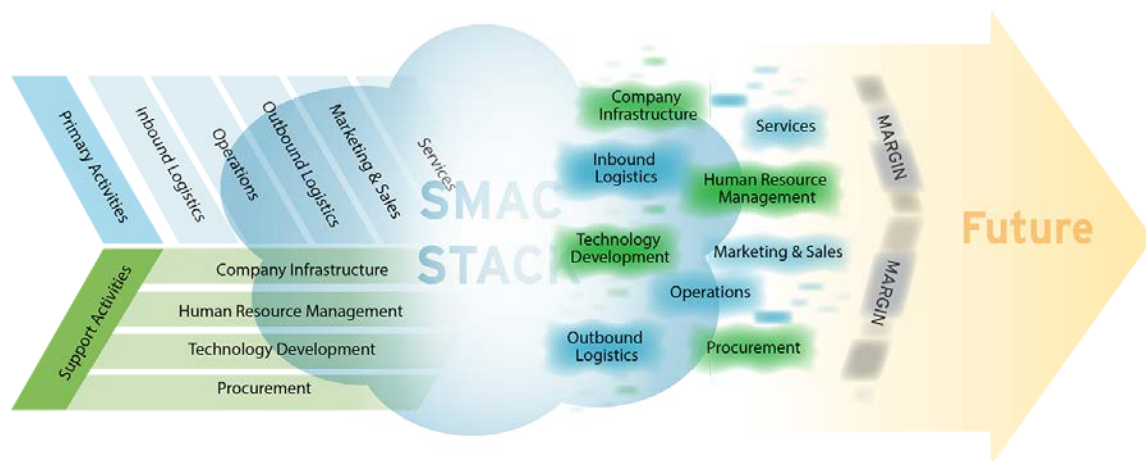 Primary Activities
Inbound Logistics
Operations
Outbound Logistics
Marketing & Sales
Services
Support Activities
Company Infrastructure
Human Resource Management
Technology Development
Procurement
SMAC
STACK
Company
Infrastructure
Services
Inbound
Logistics
Human Resource
Management
Technology
Development
Marketing & Sales
Operations
Outbound
Logistics
Procurement
MARGIN
MARGIN
Future